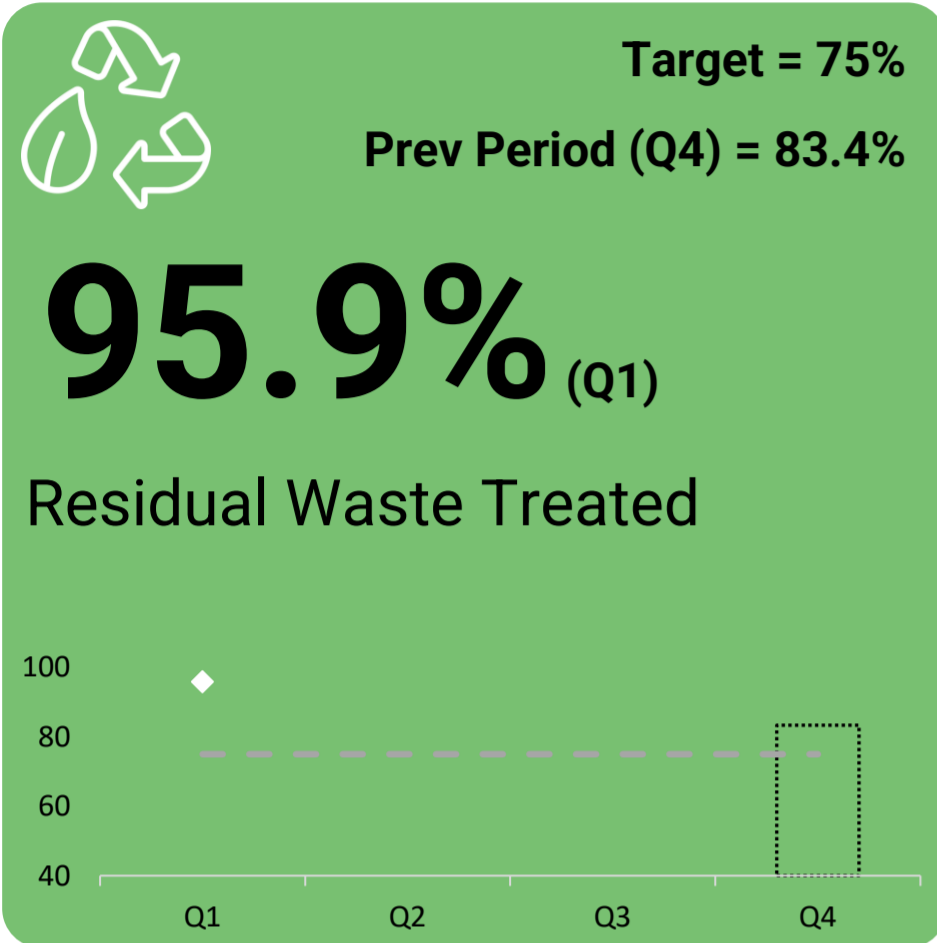 Target = 75%
Prev Period (Q4) = 83.4%
95.9% (Q1)
Residual Waste Treated
100
80
60
40
Q1 Q2 Q3 Q4